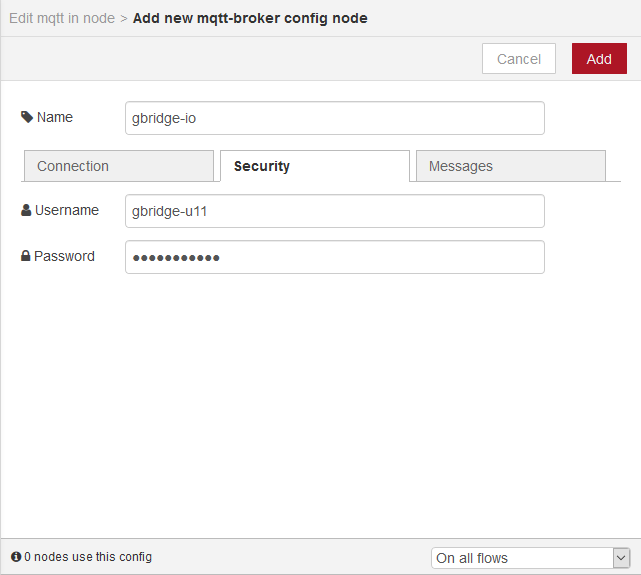 Edit mqtt in node > Add new mqtt-broker config node
Cancel Add
Name gbridge-io
Connection Security Messages
Username gbridge-u11
Password ●●●●●●●●●●●
0 nodes use this config On all flows